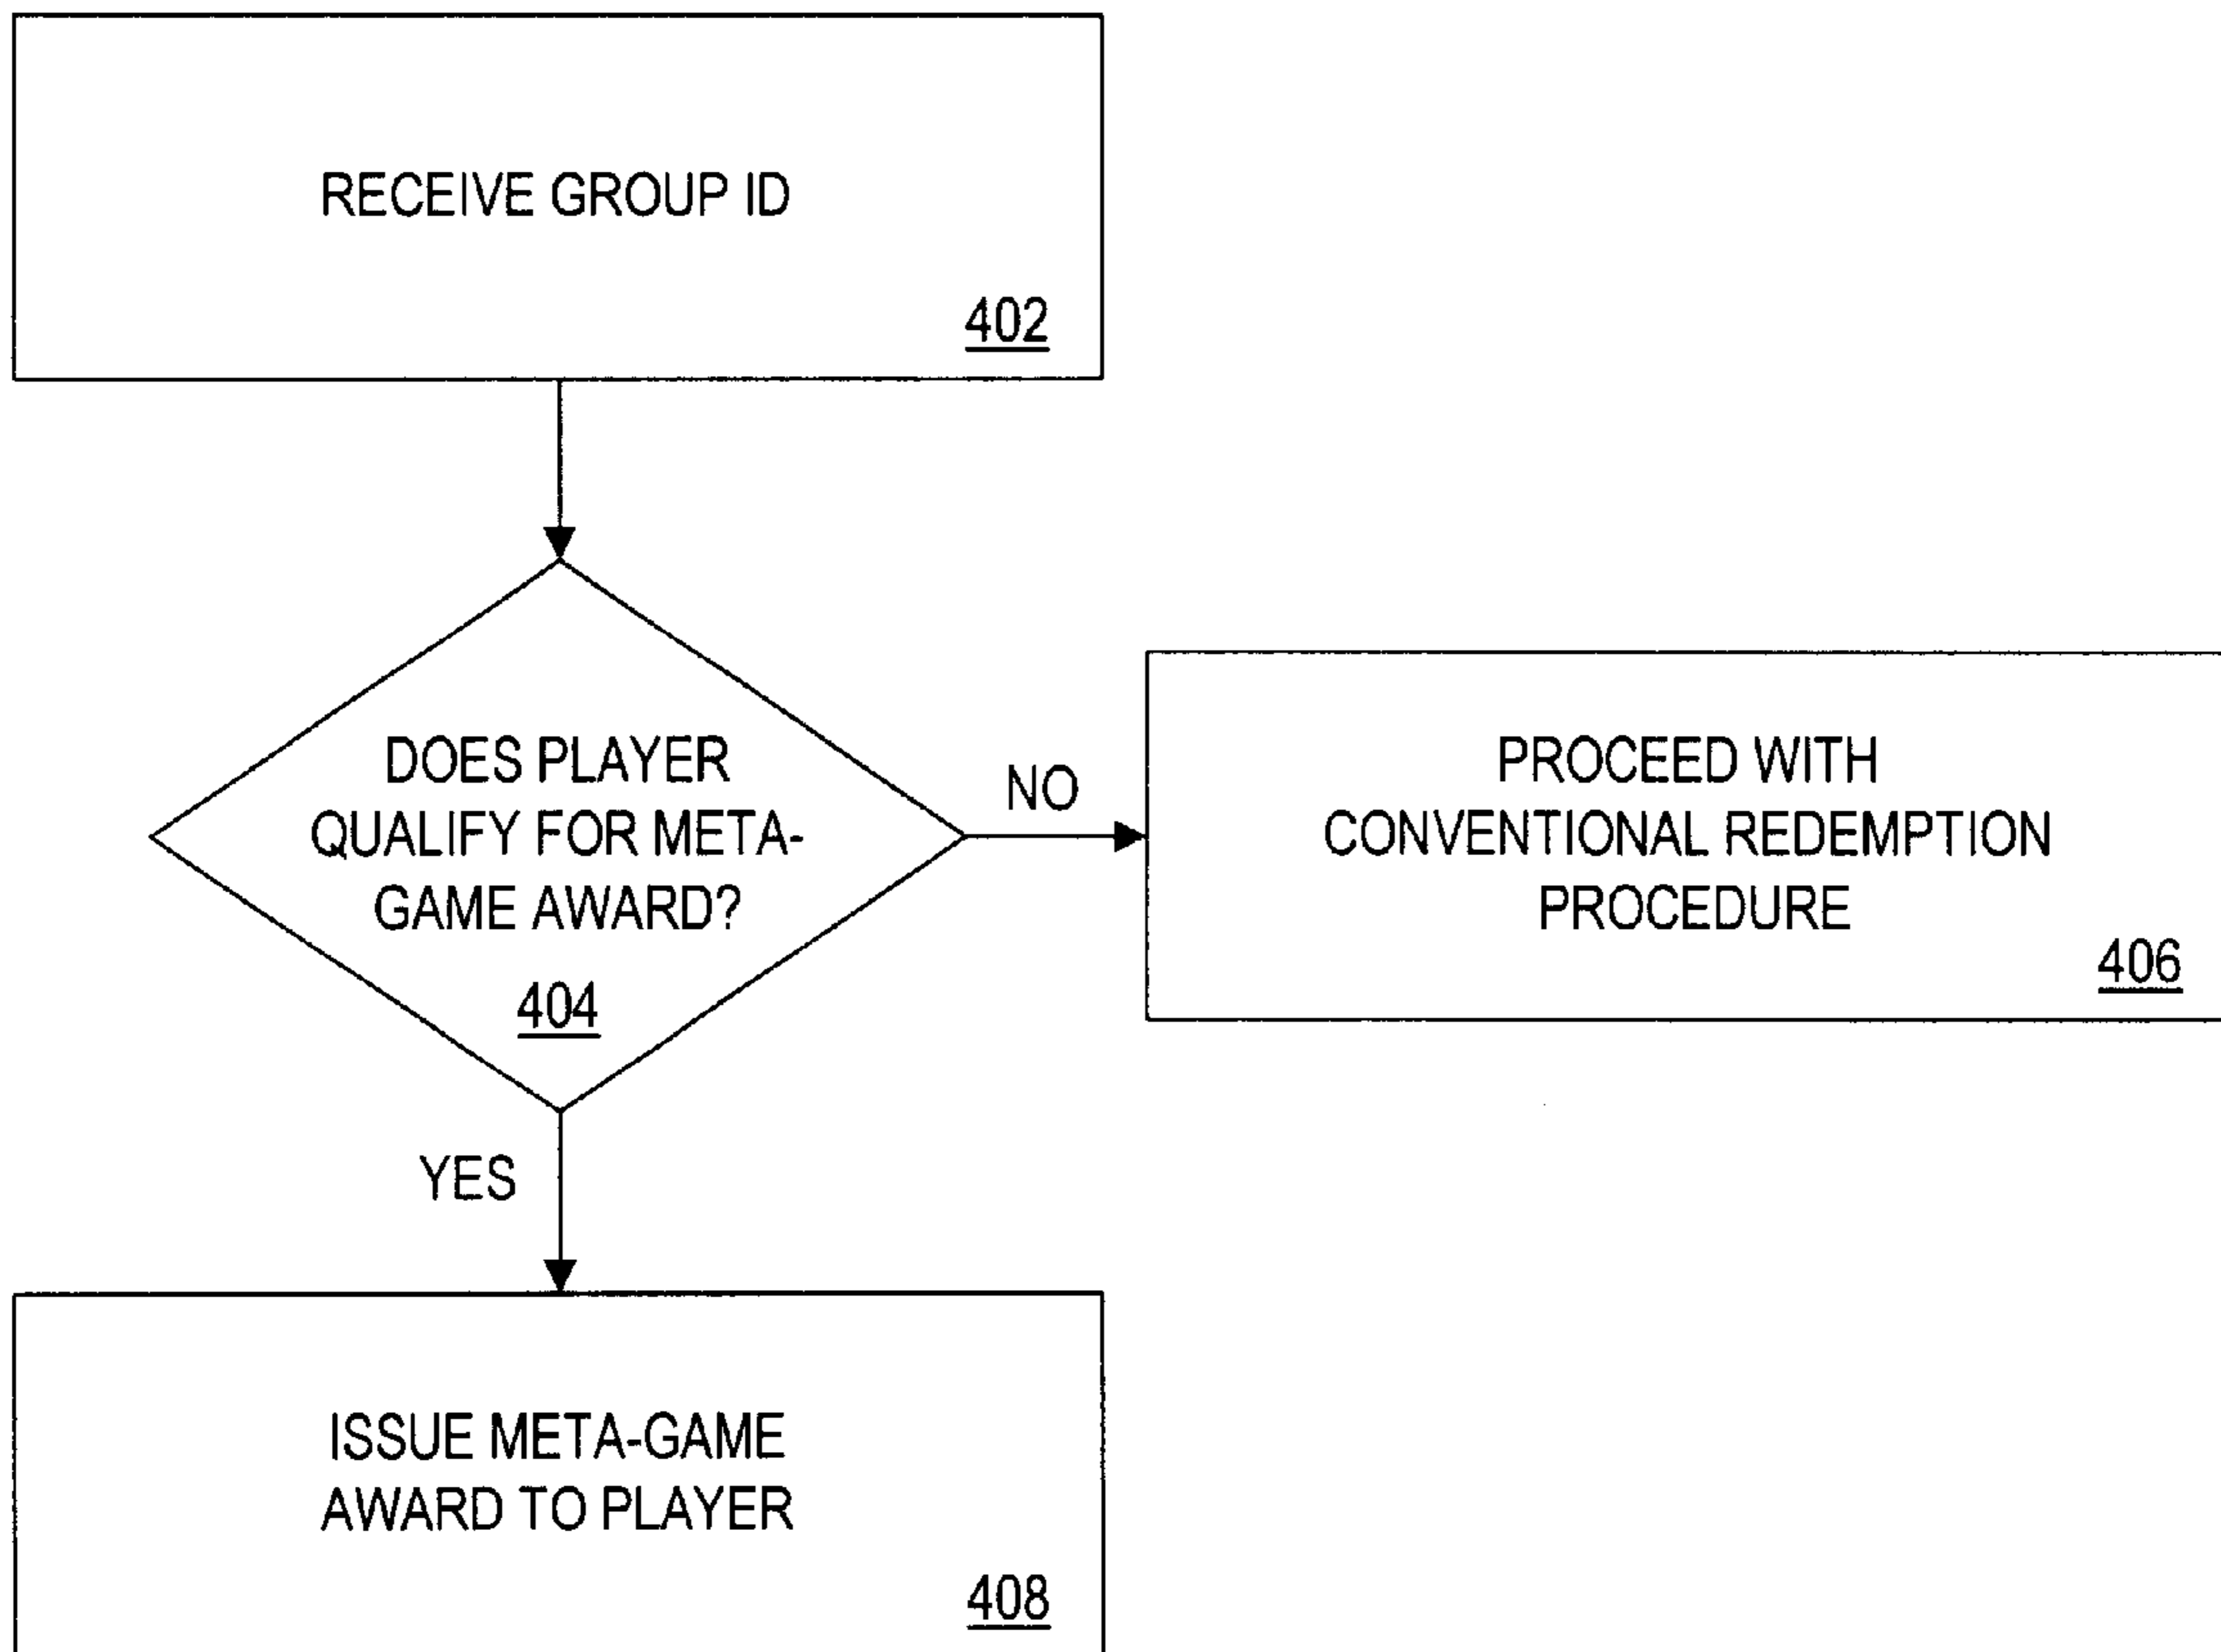 RECEIVE GROUP ID
402
DOES PLAYER
QUALIFY FOR META-
GAME AWARD?
404
NO
PROCEED WITH
CONVENTIONAL REDEMPTION
PROCEDURE
406
YES
ISSUE META-GAME
AWARD TO PLAYER
408